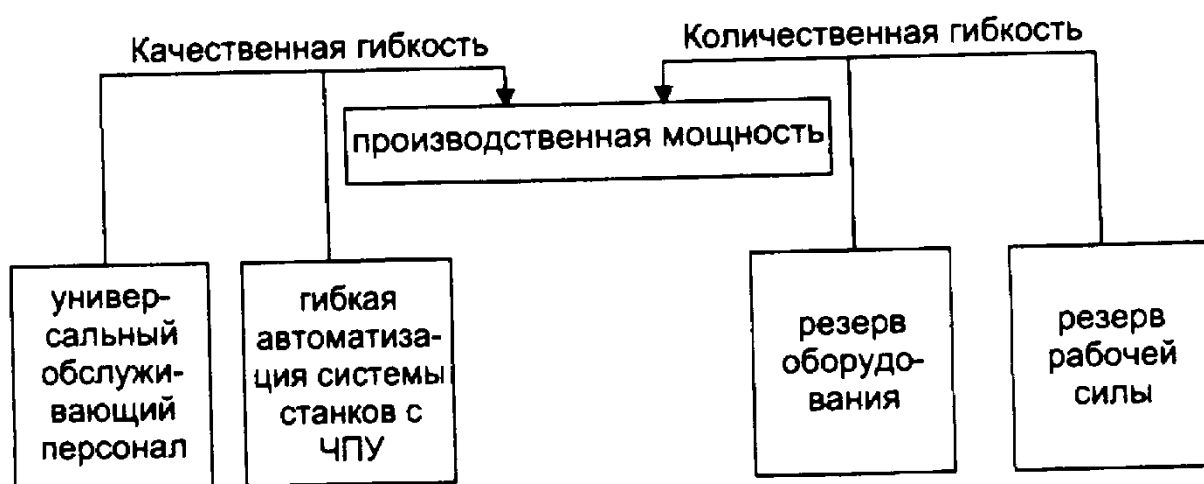 Качественная гибкость
Количественная гибкость
производственная мощность
универ-
сальный
обслужи-
вающий
персонал
гибкая
автоматиза-
ция системы
станков с
ЧПУ
резерв
оборудо-
вания
резерв
рабочей
силы